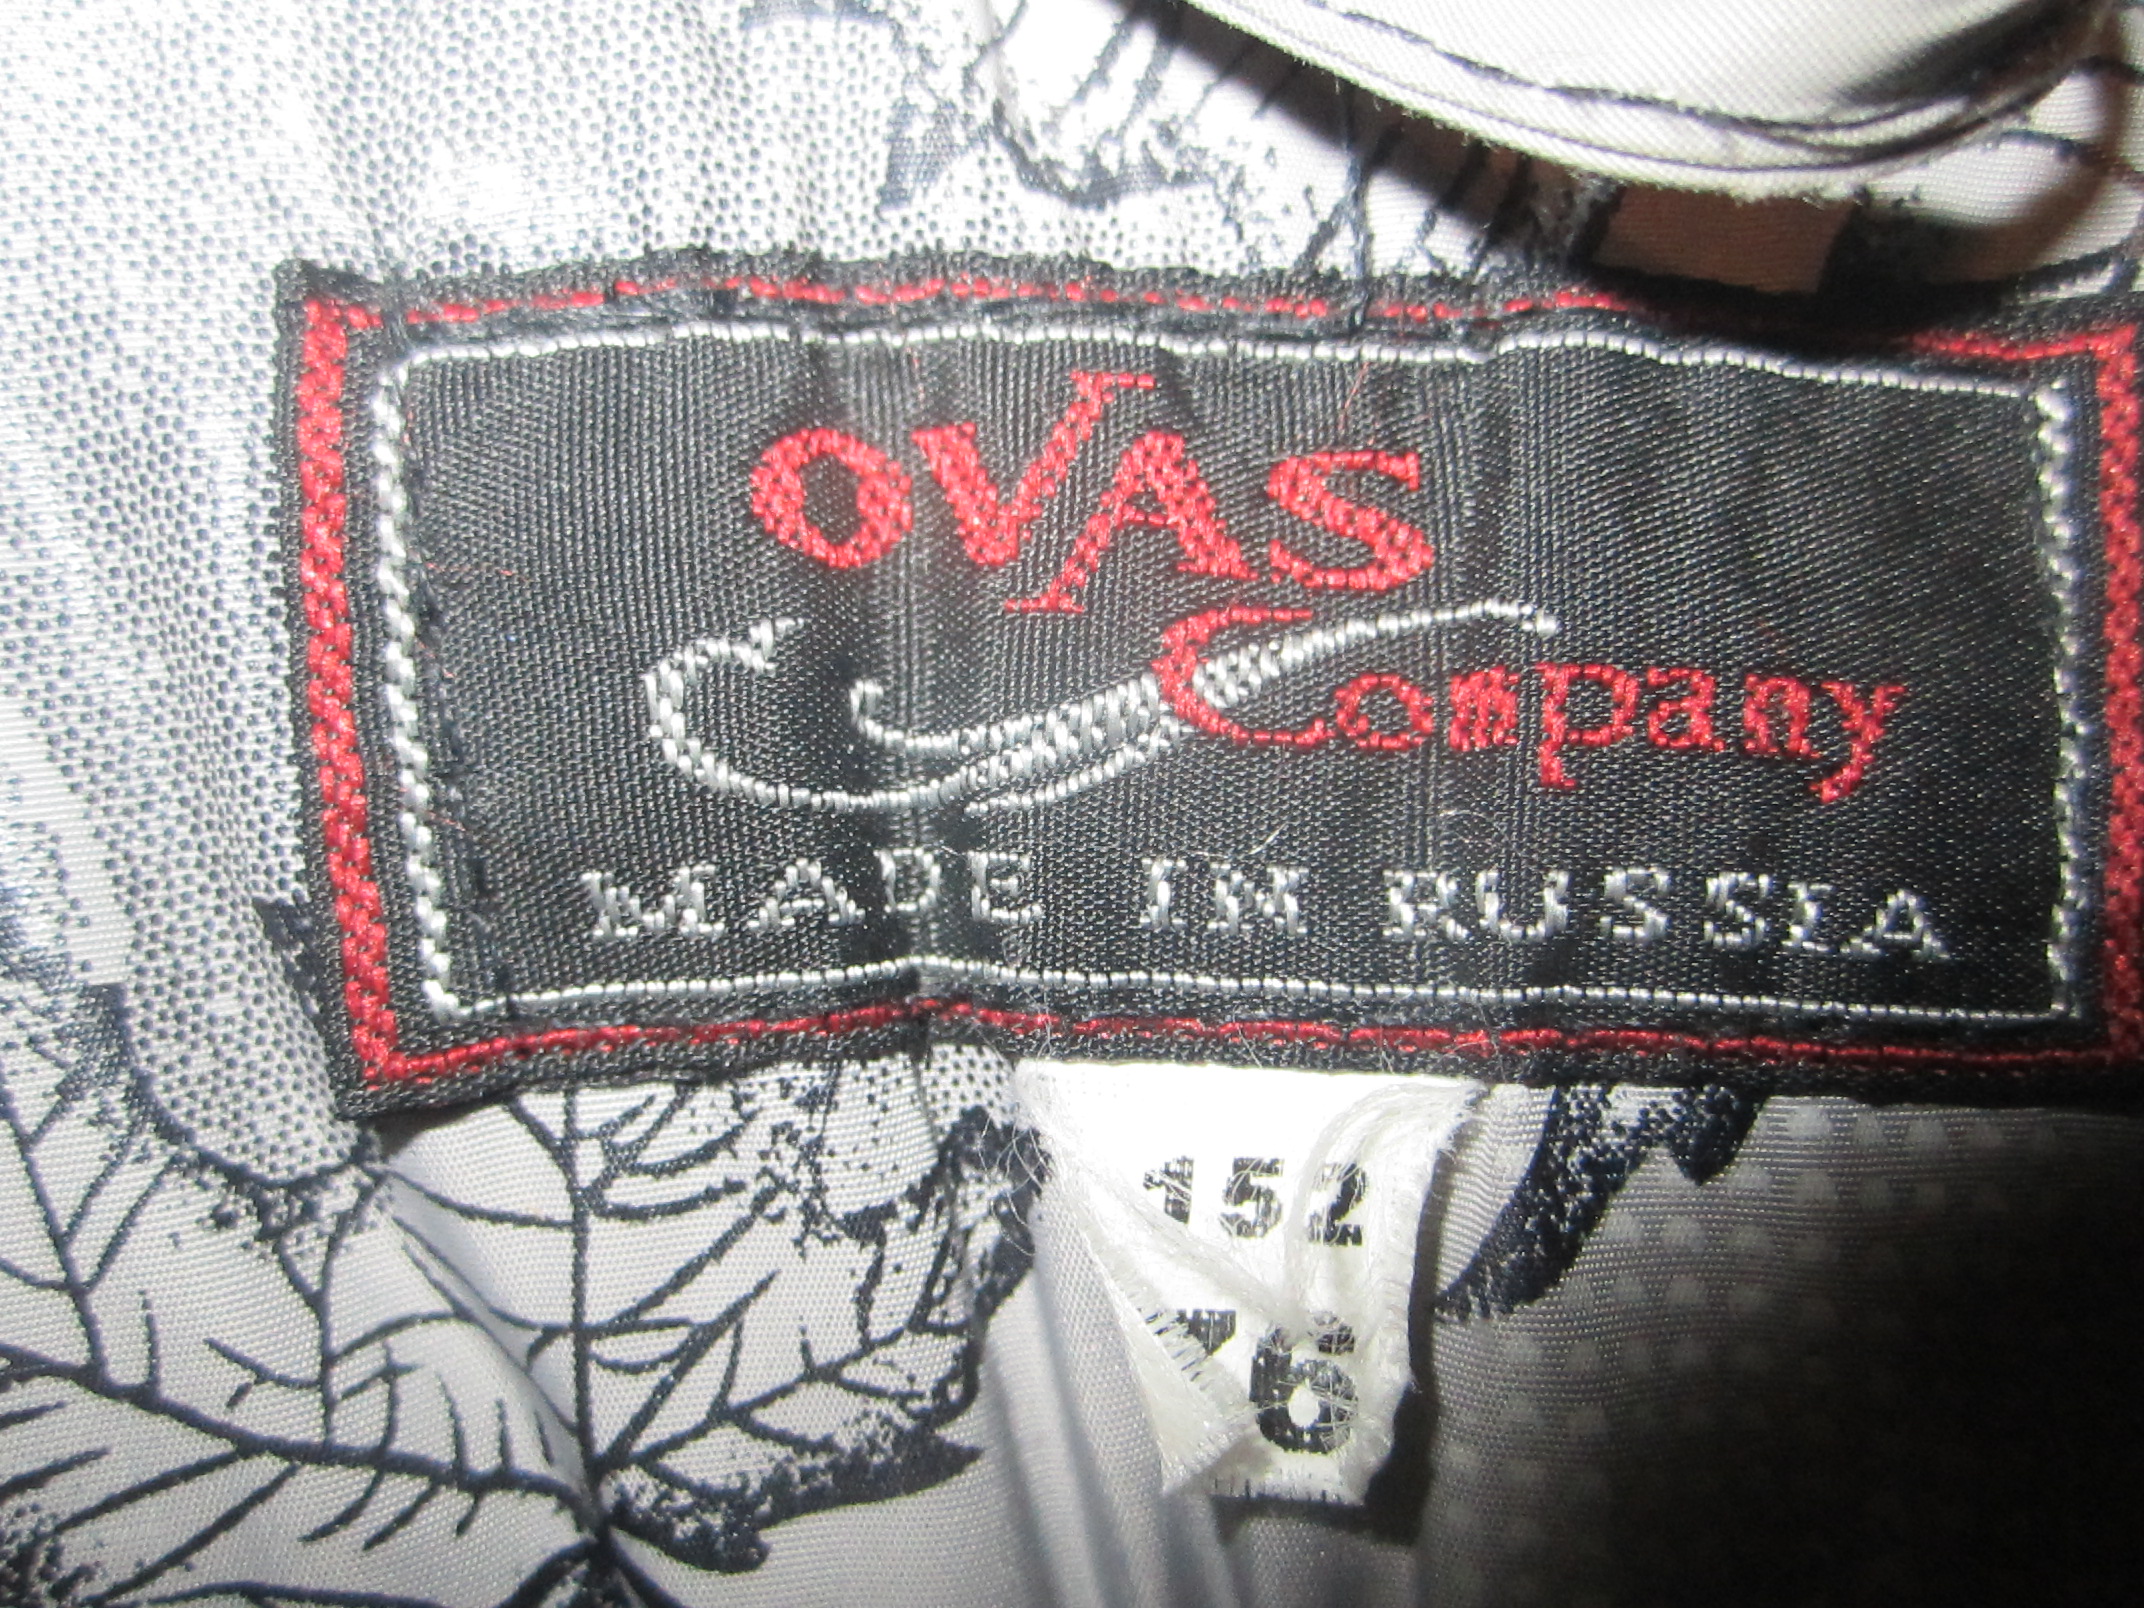 OVAS
Company
MADE IN RUSSIA
152
76